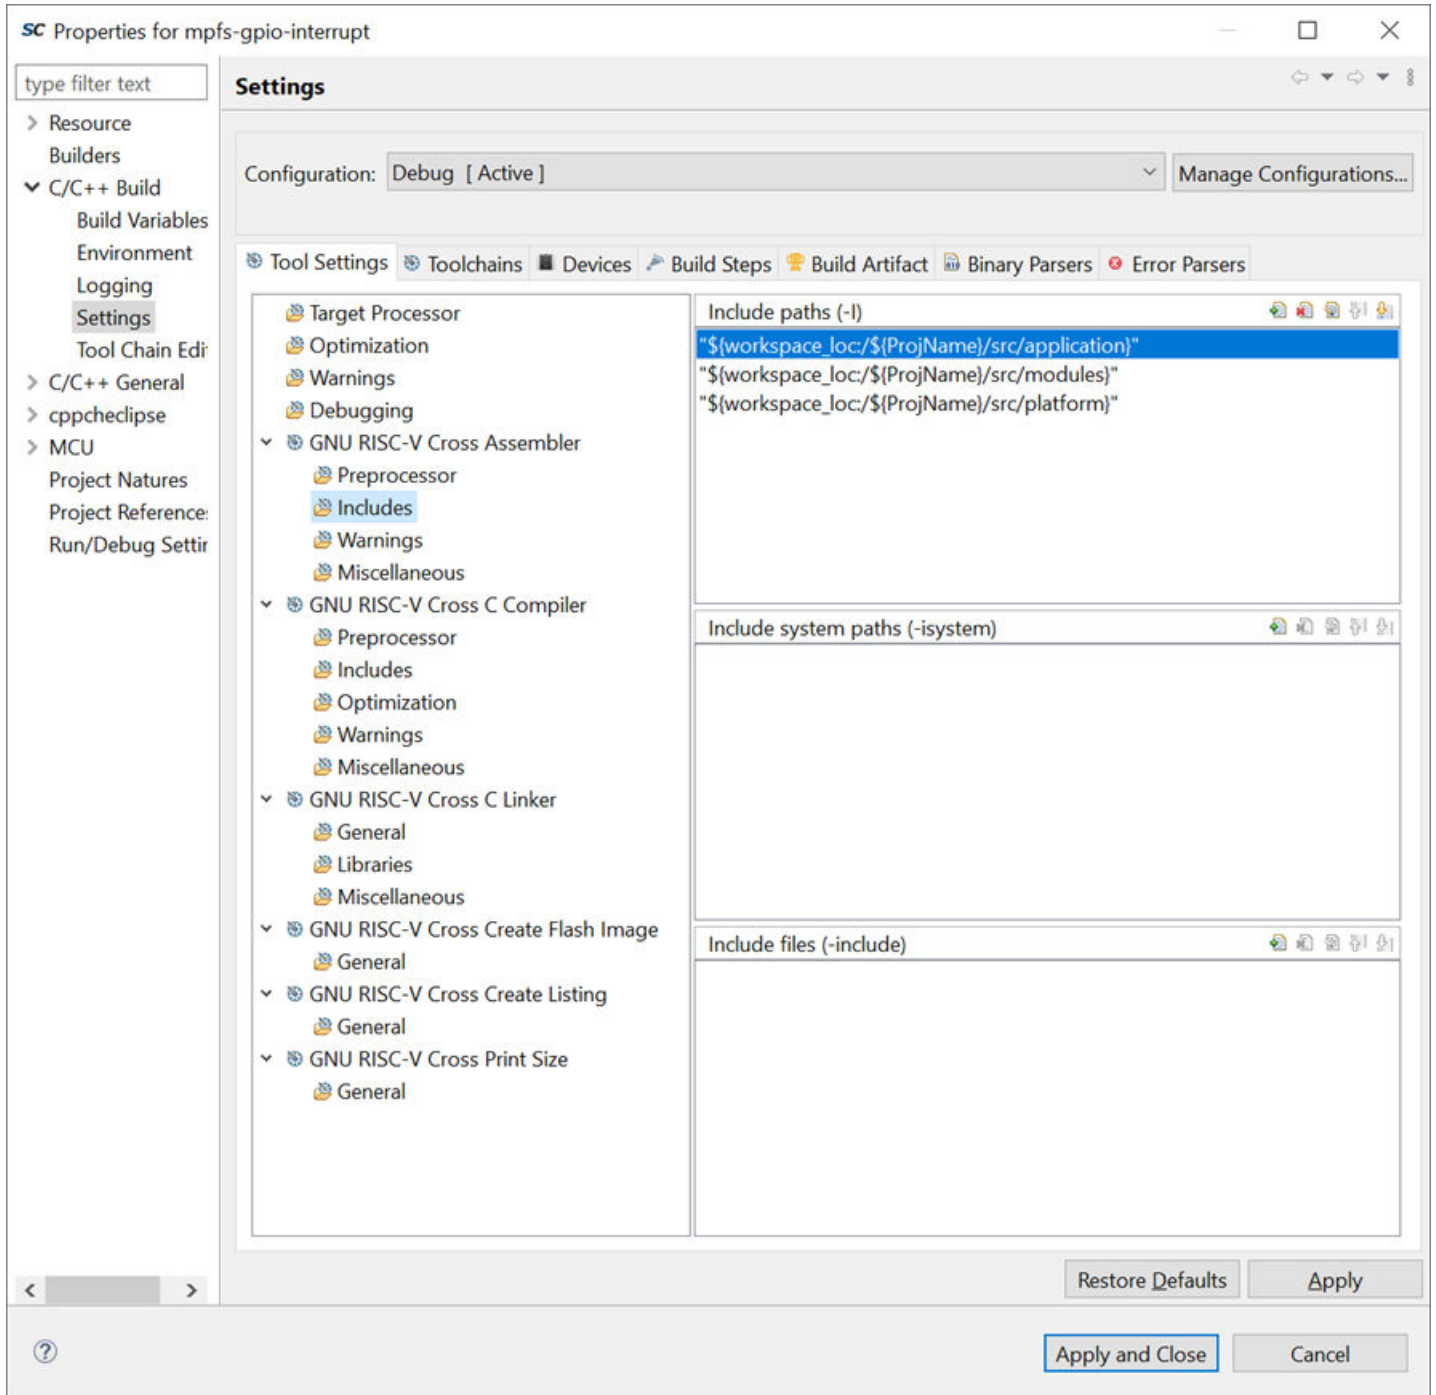 SC Properties for mpfs-gpio-interrupt
type filter text
Resource
Builders
C/C++ Build
Build Variables
Environment
Logging
Settings
Tool Chain Edi
C/C++ General
cppcheclipse
MCU
Project Natures
Project Reference
Run/Debug Settin
Settings
Configuration: Debug [ Active ] Manage Configurations...
Tool Settings Toolchains Devices Build Steps Build Artifact Binary Parsers Error Parsers
Target Processor
Optimization
Warnings
Debugging
GNU RISC-V Cross Assembler
Preprocessor
Includes
Warnings
Miscellaneous
GNU RISC-V Cross C Compiler
Preprocessor
Includes
Optimization
Warnings
Miscellaneous
GNU RISC-V Cross C Linker
General
Libraries
Miscellaneous
GNU RISC-V Cross Create Flash Image
General
GNU RISC-V Cross Create Listing
General
GNU RISC-V Cross Print Size
General
Include paths (-I)
"${workspace_loc:/${ProjName}/src/application}"
"${workspace_loc:/${ProjName}/src/modules}"
"${workspace_loc:/${ProjName}/src/platform}"
Include system paths (-isystem)
Include files (-include)
Restore Defaults Apply
Apply and Close Cancel